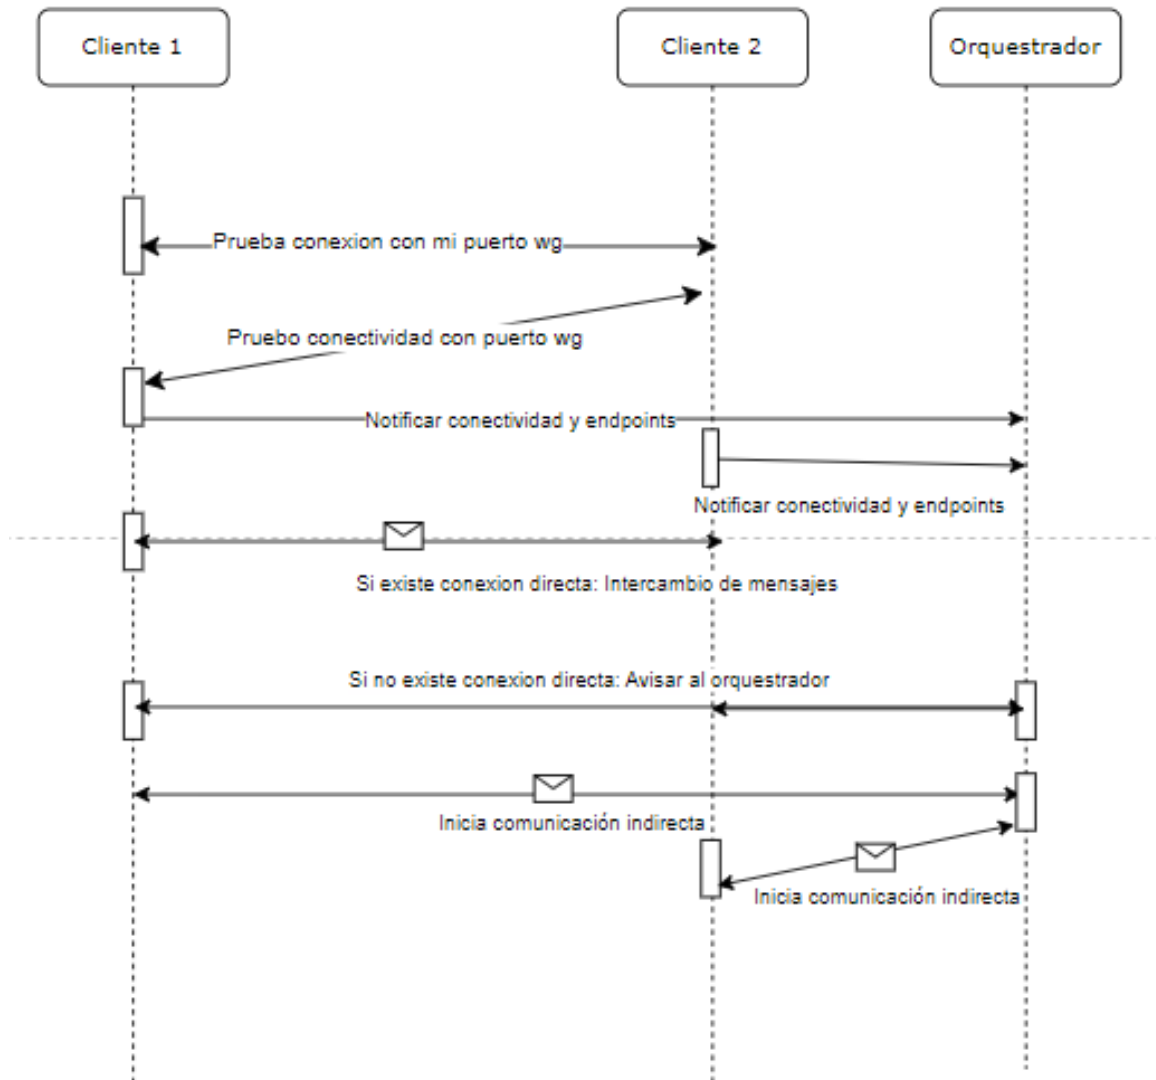 Cliente 1
Cliente 2
Orquestrador
Prueba conexion con mi puerto wg
Pruebo conectividad con puerto wg
Notificar conectividad y endpoints
Notificar conectividad y endpoints
Si existe conexion directa: Intercambio de mensajes
Si no existe conexion directa: Avisar al orquestrador
Inicia comunicación indirecta
Inicia comunicación indirecta